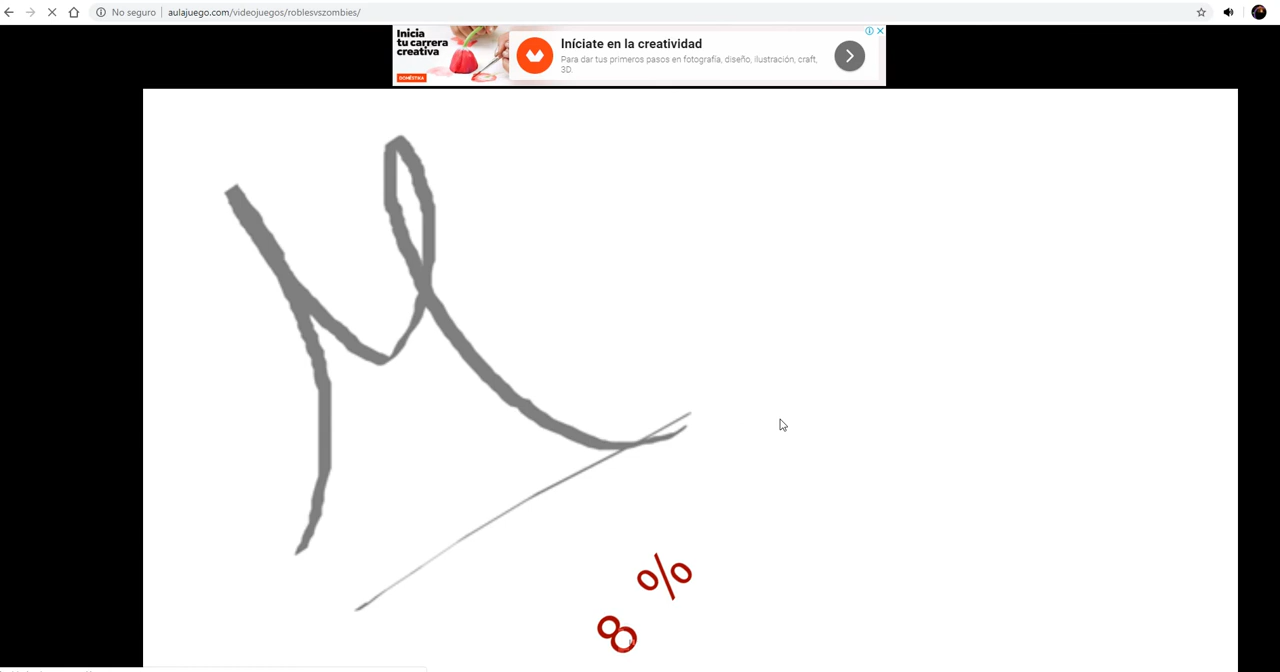 No seguro
aulajuego.com/videojuegos/roblesvszombies/
Inicia
tu carrera
creativa
DOMESTIKA
Iníciate en la creatividad
Para dar tus primeros pasos en fotografía, diseño, ilustración, craft,
3D.
8 %